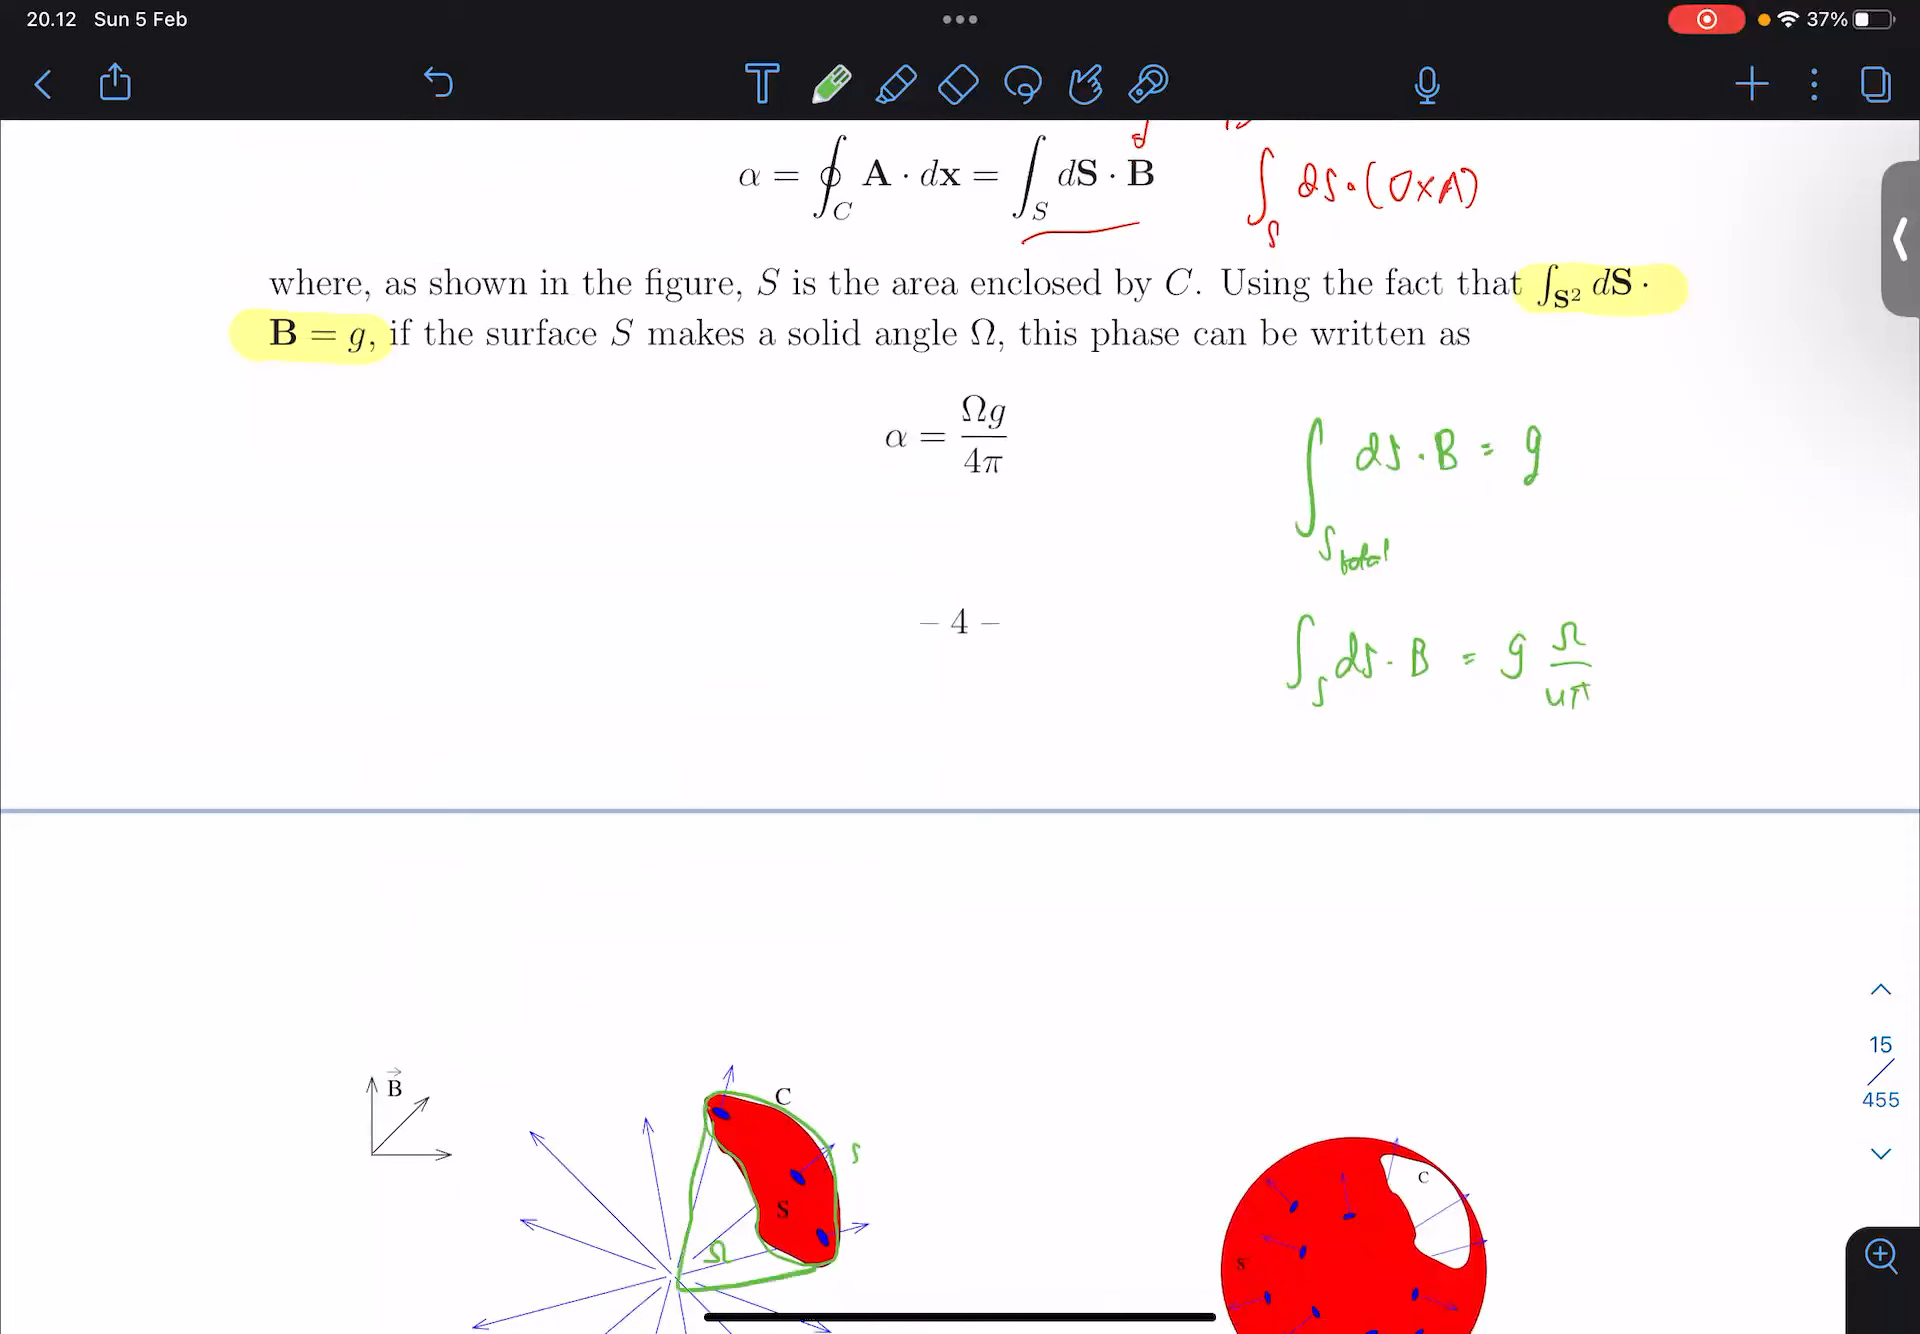 20.12 Sun 5 Feb
37%
α = ∮_C A · dx = ∫_S dS · B
∫_S dS · (∇×A)
where, as shown in the figure, S is the area enclosed by C. Using the fact that ∫_{S²} dS ·
B = g, if the surface S makes a solid angle Ω, this phase can be written as
α = Ωg / 4π
∫_{S total} dS · B = g
– 4 –
∫_S dS · B = g Ω / 4π
15
/
455
B
C
S
S
Ω
C
S